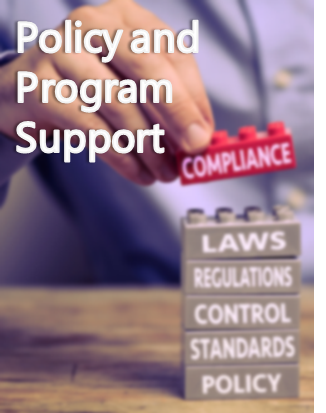 Policy and
Program
Support
COMPLIANCE
LAWS
REGULATIONS
CONTROL
STANDARDS
POLICY